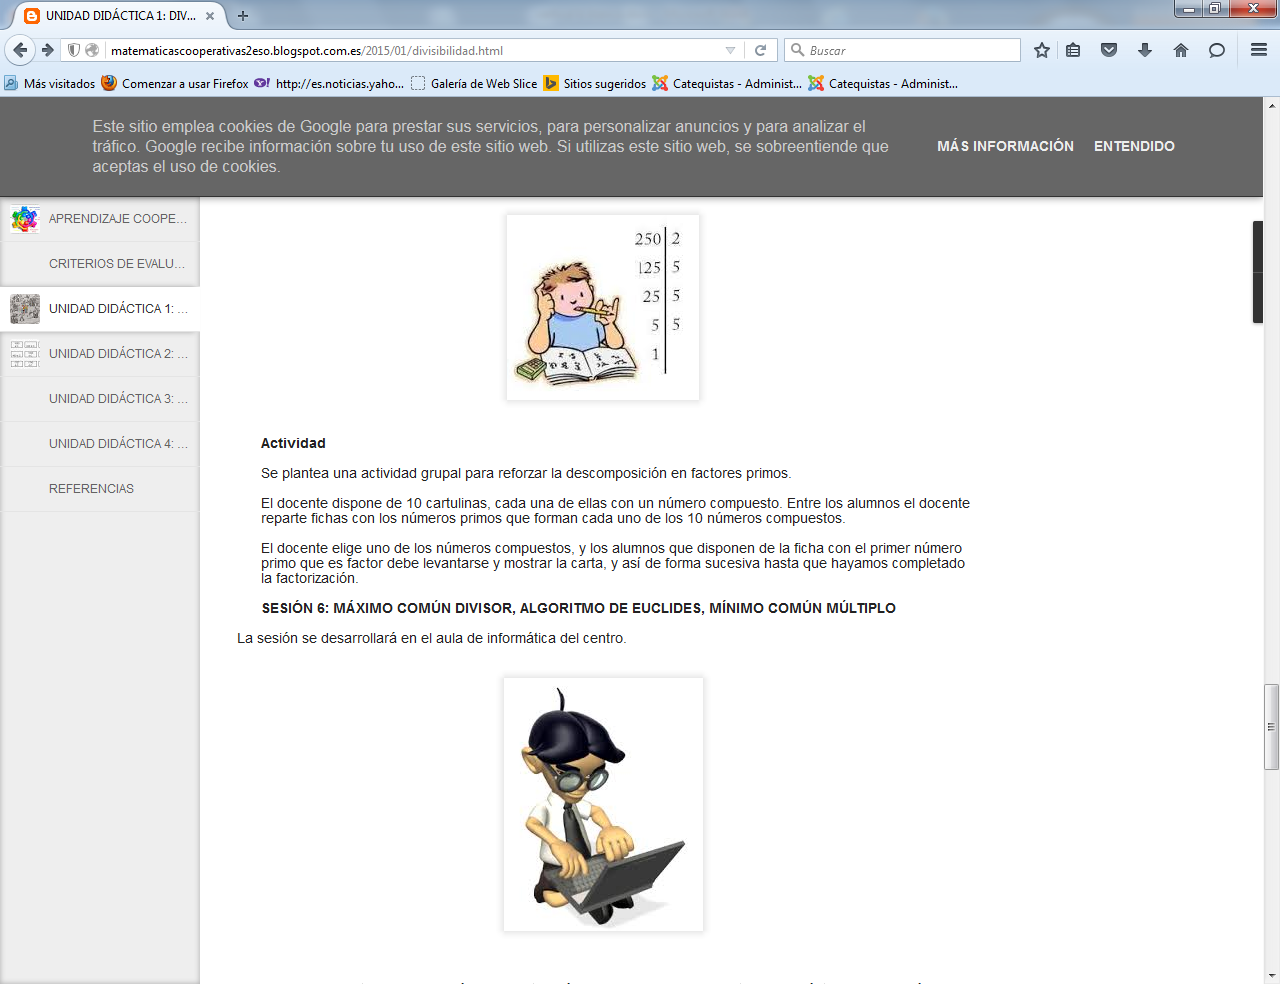 UNIDAD DIDÁCTICA 1: DIV...
matematicascooperativas2eso.blogspot.com.es/2015/01/divisibilidad.html
Buscar
Más visitados
Comenzar a usar Firefox
http://es.noticias.yaho...
Galería de Web Slice
Sitios sugeridos
Catequistas - Administ...
Catequistas - Administ...
Este sitio emplea cookies de Google para prestar sus servicios, para personalizar anuncios y para analizar el
tráfico. Google recibe información sobre tu uso de este sitio web. Si utilizas este sitio web, se sobreentiende que
aceptas el uso de cookies.
MÁS INFORMACIÓN
ENTENDIDO
APRENDIZAJE COOPE...
CRITERIOS DE EVALU...
UNIDAD DIDÁCTICA 1: ...
UNIDAD DIDÁCTICA 2: ...
UNIDAD DIDÁCTICA 3: ...
UNIDAD DIDÁCTICA 4: ...
REFERENCIAS
250 2
125 5
25 5
5 5
1
Actividad
Se plantea una actividad grupal para reforzar la descomposición en factores primos.
El docente dispone de 10 cartulinas, cada una de ellas con un número compuesto. Entre los alumnos el docente
reparte fichas con los números primos que forman cada uno de los 10 números compuestos.
El docente elige uno de los números compuestos, y los alumnos que disponen de la ficha con el primer número
primo que es factor debe levantarse y mostrar la carta, y así de forma sucesiva hasta que hayamos completado
la factorización.
SESIÓN 6: MÁXIMO COMÚN DIVISOR, ALGORITMO DE EUCLIDES, MÍNIMO COMÚN MÚLTIPLO
La sesión se desarrollará en el aula de informática del centro.